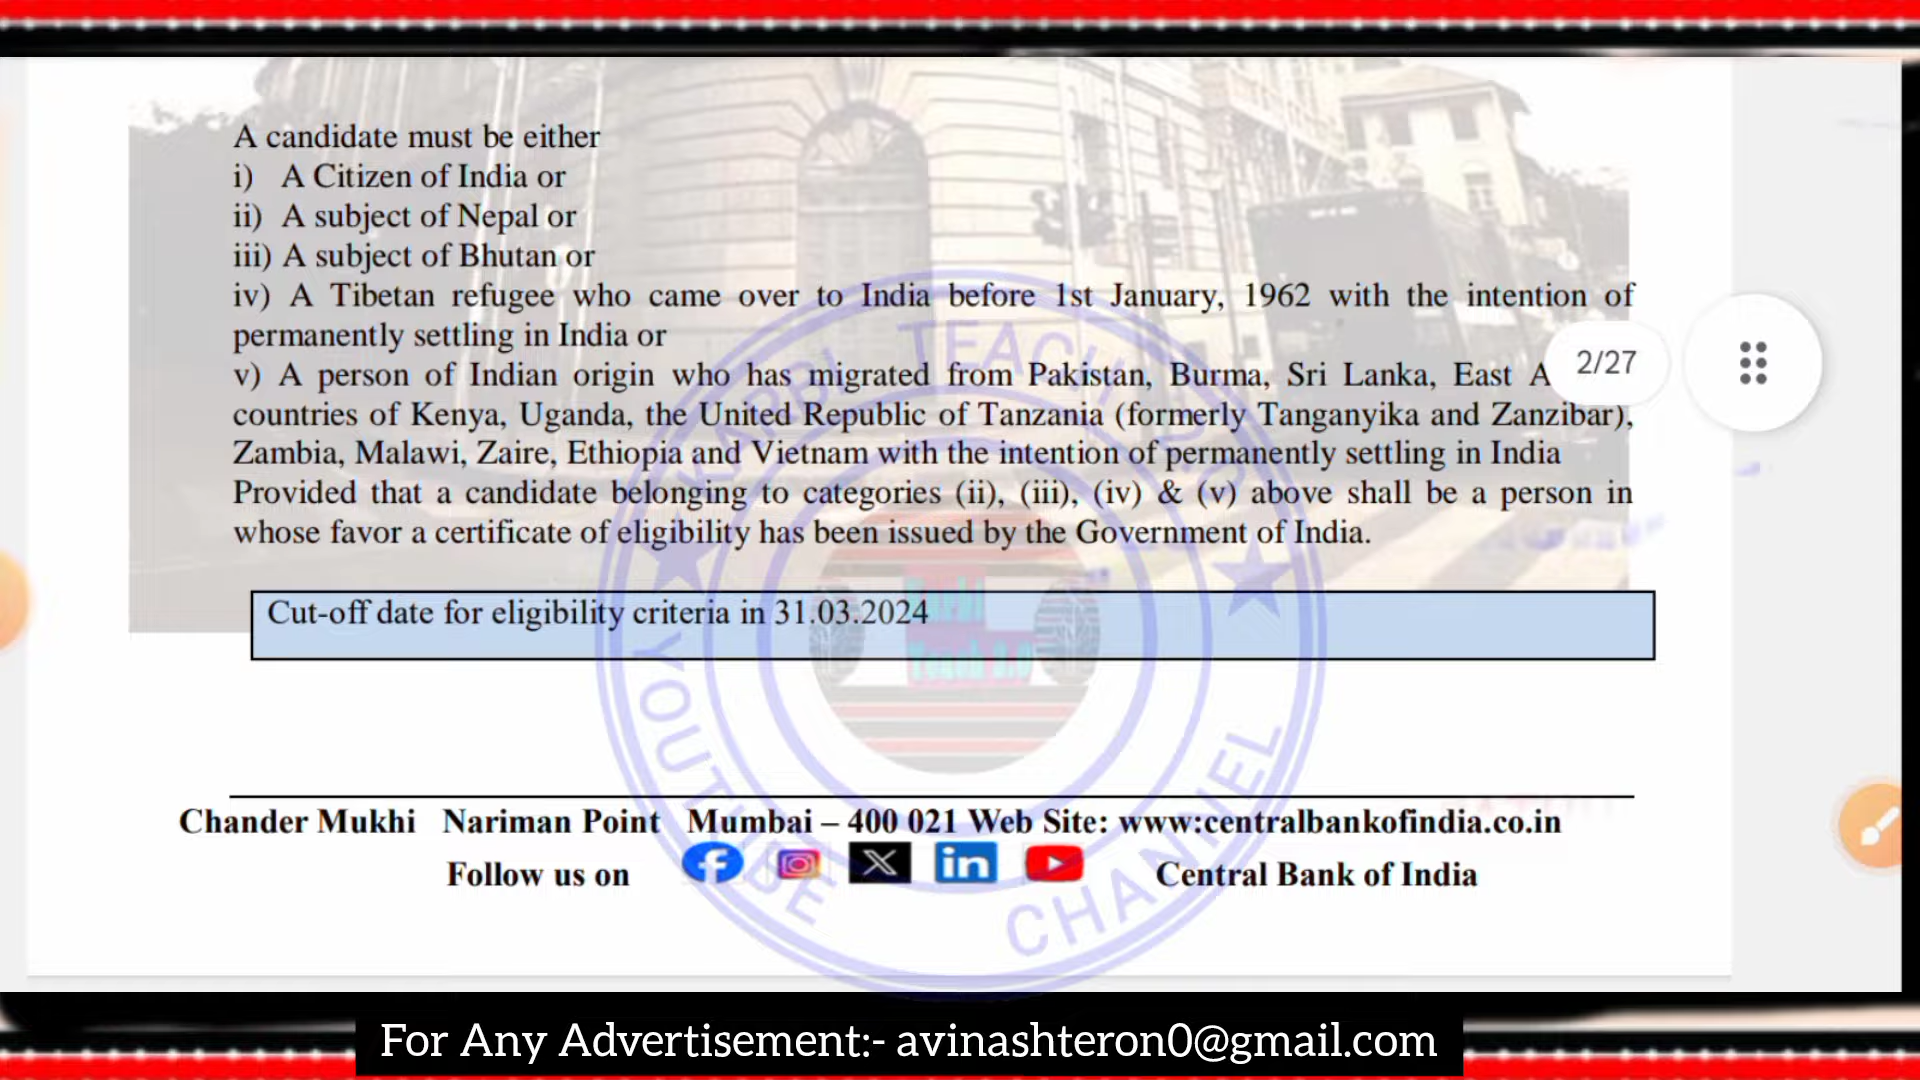 A candidate must be either
i) A Citizen of India or
ii) A subject of Nepal or
iii) A subject of Bhutan or
iv) A Tibetan refugee who came over to India before 1st January, 1962 with the intention of
permanently settling in India or
v) A person of Indian origin who has migrated from Pakistan, Burma, Sri Lanka, East A
2/27
countries of Kenya, Uganda, the United Republic of Tanzania (formerly Tanganyika and Zanzibar),
Zambia, Malawi, Zaire, Ethiopia and Vietnam with the intention of permanently settling in India
Provided that a candidate belonging to categories (ii), (iii), (iv) & (v) above shall be a person in
whose favor a certificate of eligibility has been issued by the Government of India.
Cut-off date for eligibility criteria in 31.03.2024
KARBI TEACH 2.0
YOUTUBE CHANNEL
Chander Mukhi Nariman Point Mumbai – 400 021 Web Site: www:centralbankofindia.co.in
Follow us on
Central Bank of India
For Any Advertisement:- avinashteron0@gmail.com